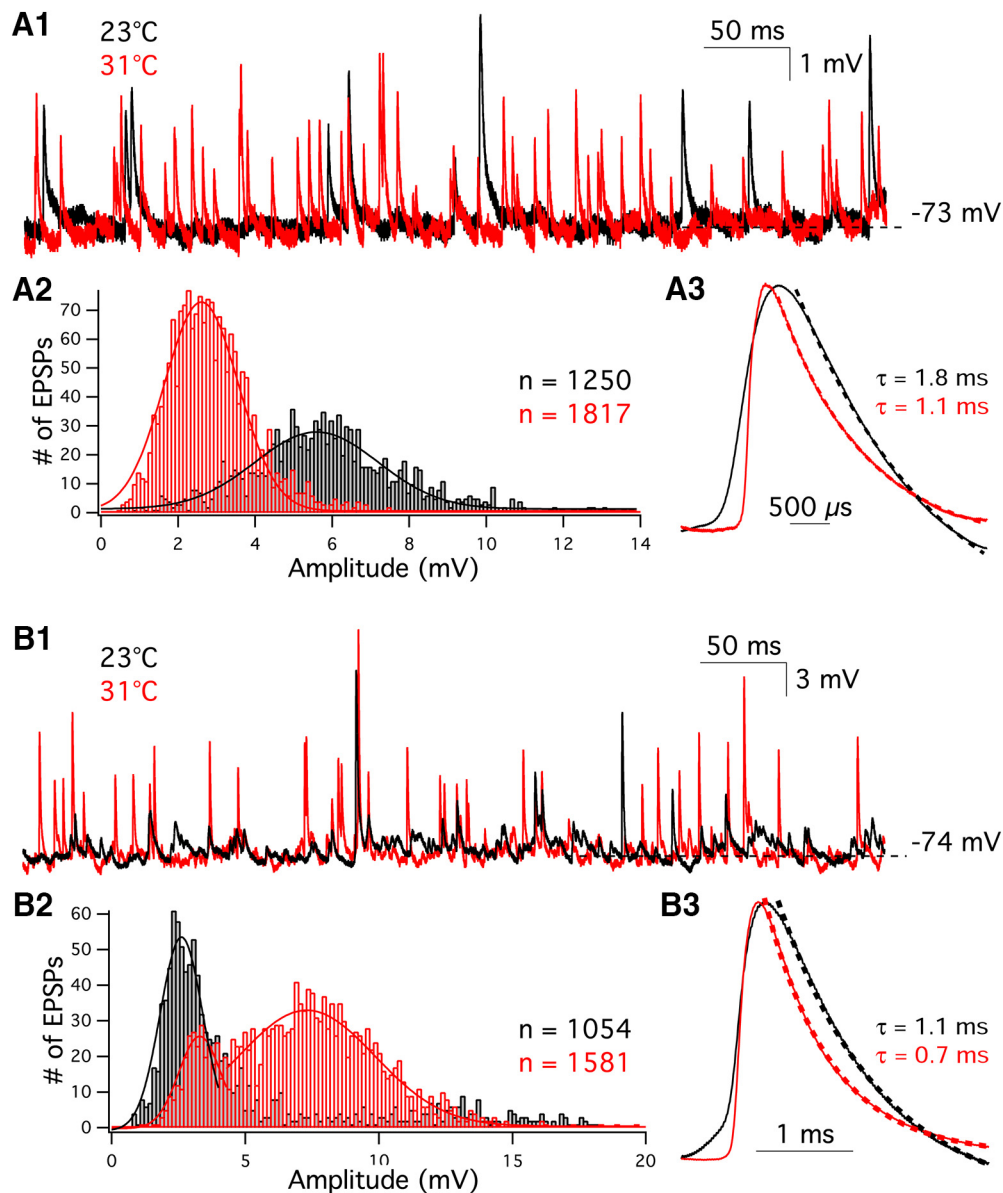 A1
23°C
31°C
50 ms
1 mV
-73 mV
A2
# of EPSPs
70
60
50
40
30
20
10
0
0 2 4 6 8 10 12 14
Amplitude (mV)
n = 1250
n = 1817
A3
τ = 1.8 ms
τ = 1.1 ms
500 µs
B1
23°C
31°C
50 ms
3 mV
-74 mV
B2
# of EPSPs
60
50
40
30
20
10
0
0 5 10 15 20
Amplitude (mV)
n = 1054
n = 1581
B3
τ = 1.1 ms
τ = 0.7 ms
1 ms